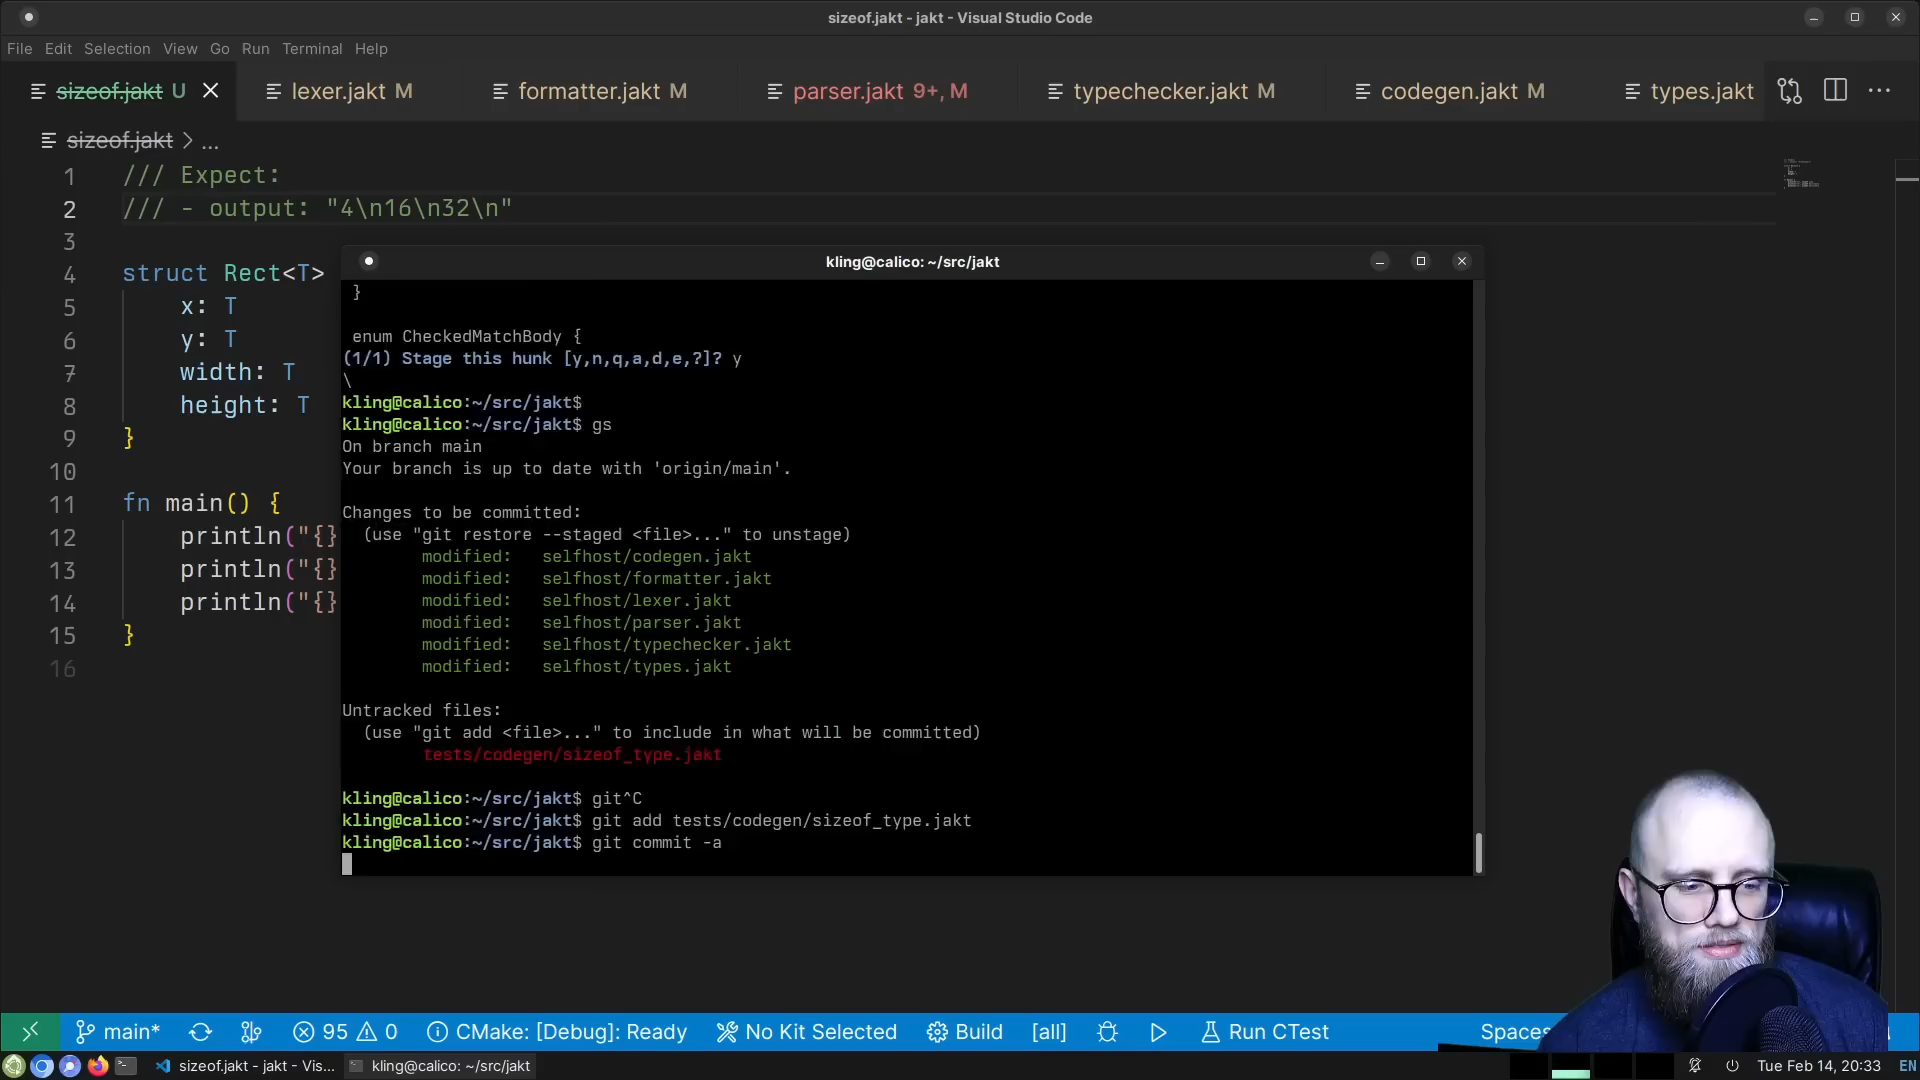 sizeof.jakt - jakt - Visual Studio Code
File Edit Selection View Go Run Terminal Help
sizeof.jakt U lexer.jakt M formatter.jakt M parser.jakt 9+, M typechecker.jakt M codegen.jakt M types.jakt
sizeof.jakt > ...
1 /// Expect:
2 /// - output: "4\n16\n32\n"
3
4 struct Rect<T>
5 x: T
6 y: T
7 width: T
8 height: T
9 }
10
11 fn main() {
12 println("{}
13 println("{}
14 println("{}
15 }
16
kling@calico: ~/src/jakt
}
enum CheckedMatchBody {
(1/1) Stage this hunk [y,n,q,a,d,e,?]? y
\
kling@calico:~/src/jakt$
kling@calico:~/src/jakt$ gs
On branch main
Your branch is up to date with 'origin/main'.
Changes to be committed:
(use "git restore --staged <file>..." to unstage)
modified: selfhost/codegen.jakt
modified: selfhost/formatter.jakt
modified: selfhost/lexer.jakt
modified: selfhost/parser.jakt
modified: selfhost/typechecker.jakt
modified: selfhost/types.jakt
Untracked files:
(use "git add <file>..." to include in what will be committed)
tests/codegen/sizeof_type.jakt
kling@calico:~/src/jakt$ git^C
kling@calico:~/src/jakt$ git add tests/codegen/sizeof_type.jakt
kling@calico:~/src/jakt$ git commit -a
main* 95 0 CMake: [Debug]: Ready No Kit Selected Build [all] Run CTest Spaces
sizeof.jakt - jakt - Vis... kling@calico: ~/src/jakt Tue Feb 14, 20:33 EN